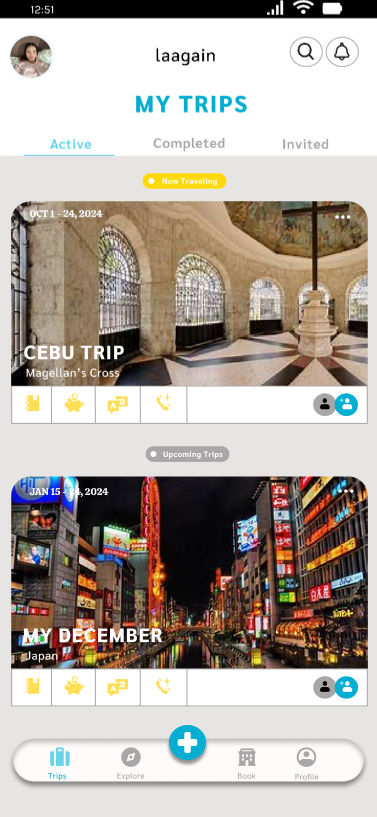 12:51
laagain
MY TRIPS
Active
Completed
Invited
Now Traveling
OCT 1 - 24, 2024
CEBU TRIP
Magellan's Cross
Upcoming Trips
JAN 15 - 24, 2024
MY DECEMBER
Japan
Trips
Explore
Book
Profile